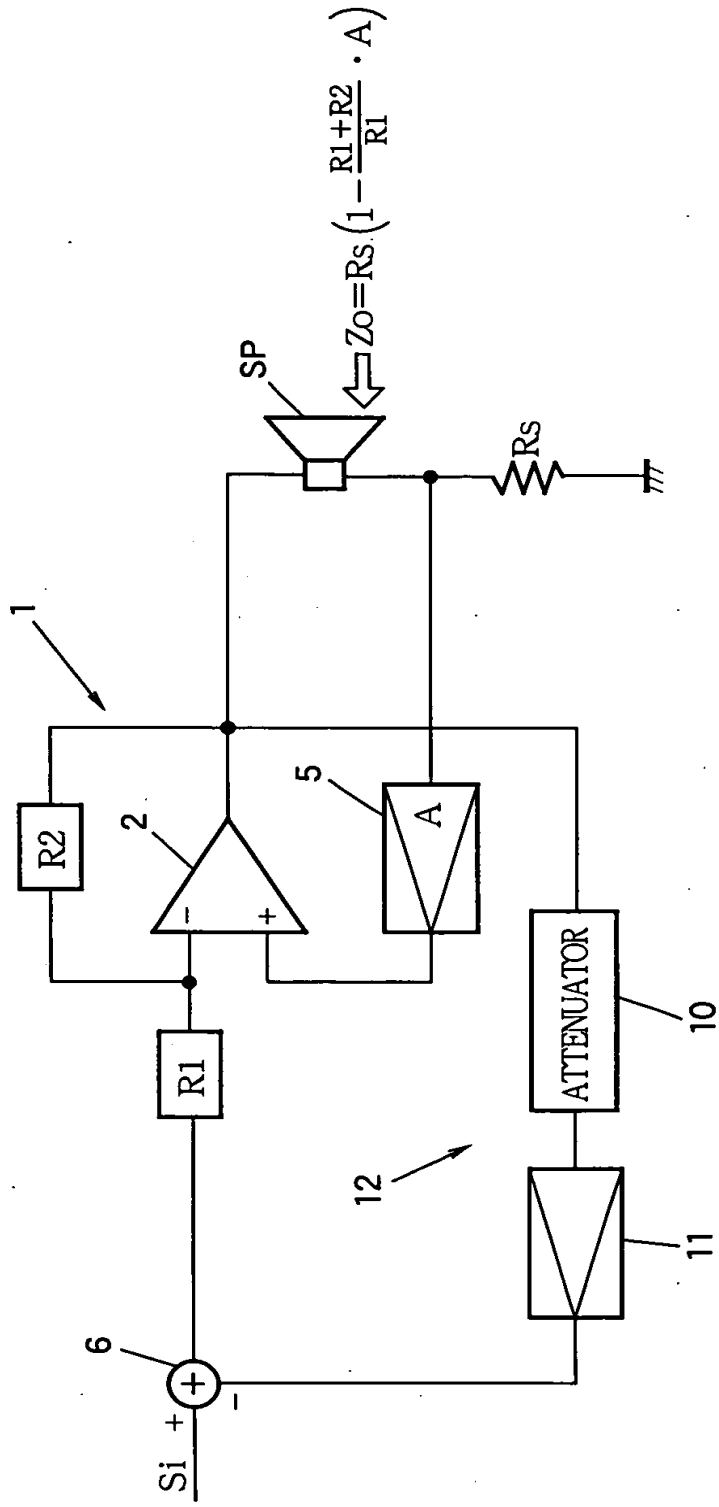 1
R2
2
R1
−
+
6
Si
+
+
−
5
A
SP
Zo=Rs(1−R1+R2/R1・A)
Rs
12
ATTENUATOR
10
11